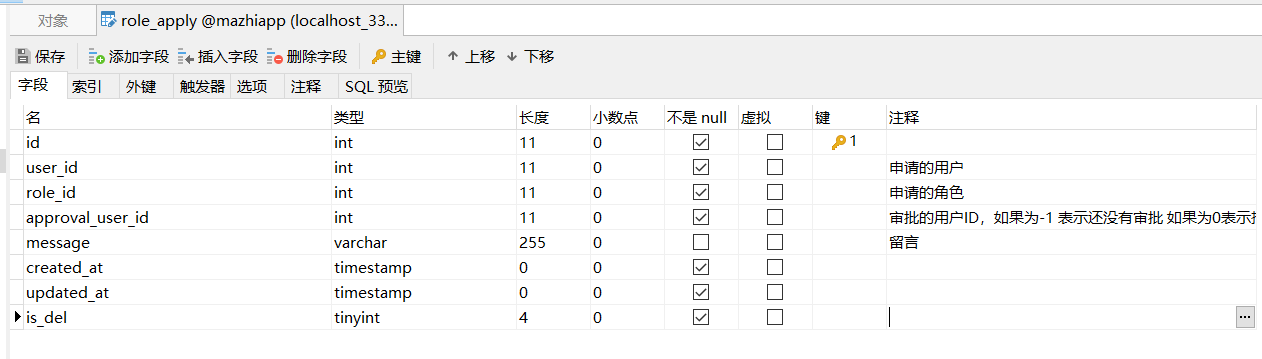 对象 role_apply @mazhiapp (localhost_33...
保存 添加字段 插入字段 删除字段 主键 上移 下移
字段 索引 外键 触发器 选项 注释 SQL 预览
名 类型 长度 小数点 不是 null 虚拟 键 注释
id int 11 0 1
user_id int 11 0 申请的用户
role_id int 11 0 申请的角色
approval_user_id int 11 0 审批的用户ID，如果为-1 表示还没有审批 如果为0表示
message varchar 255 0 留言
created_at timestamp 0 0
updated_at timestamp 0 0
is_del tinyint 4 0